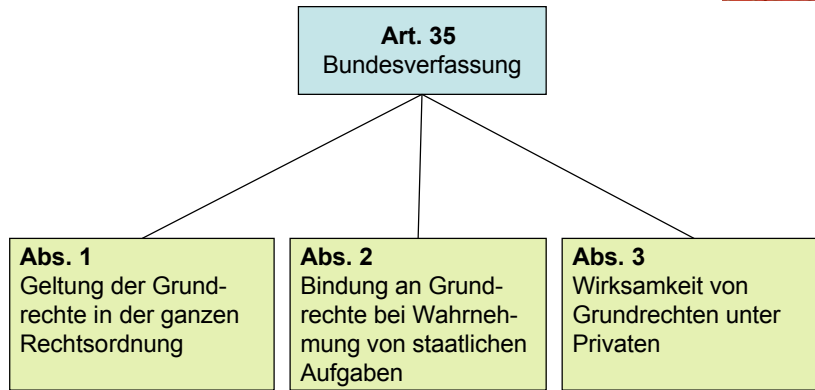 Art. 35
Bundesverfassung
Abs. 1
Geltung der Grund-
rechte in der ganzen
Rechtsordnung
Abs. 2
Bindung an Grund-
rechte bei Wahrneh-
mung von staatlichen
Aufgaben
Abs. 3
Wirksamkeit von
Grundrechten unter
Privaten